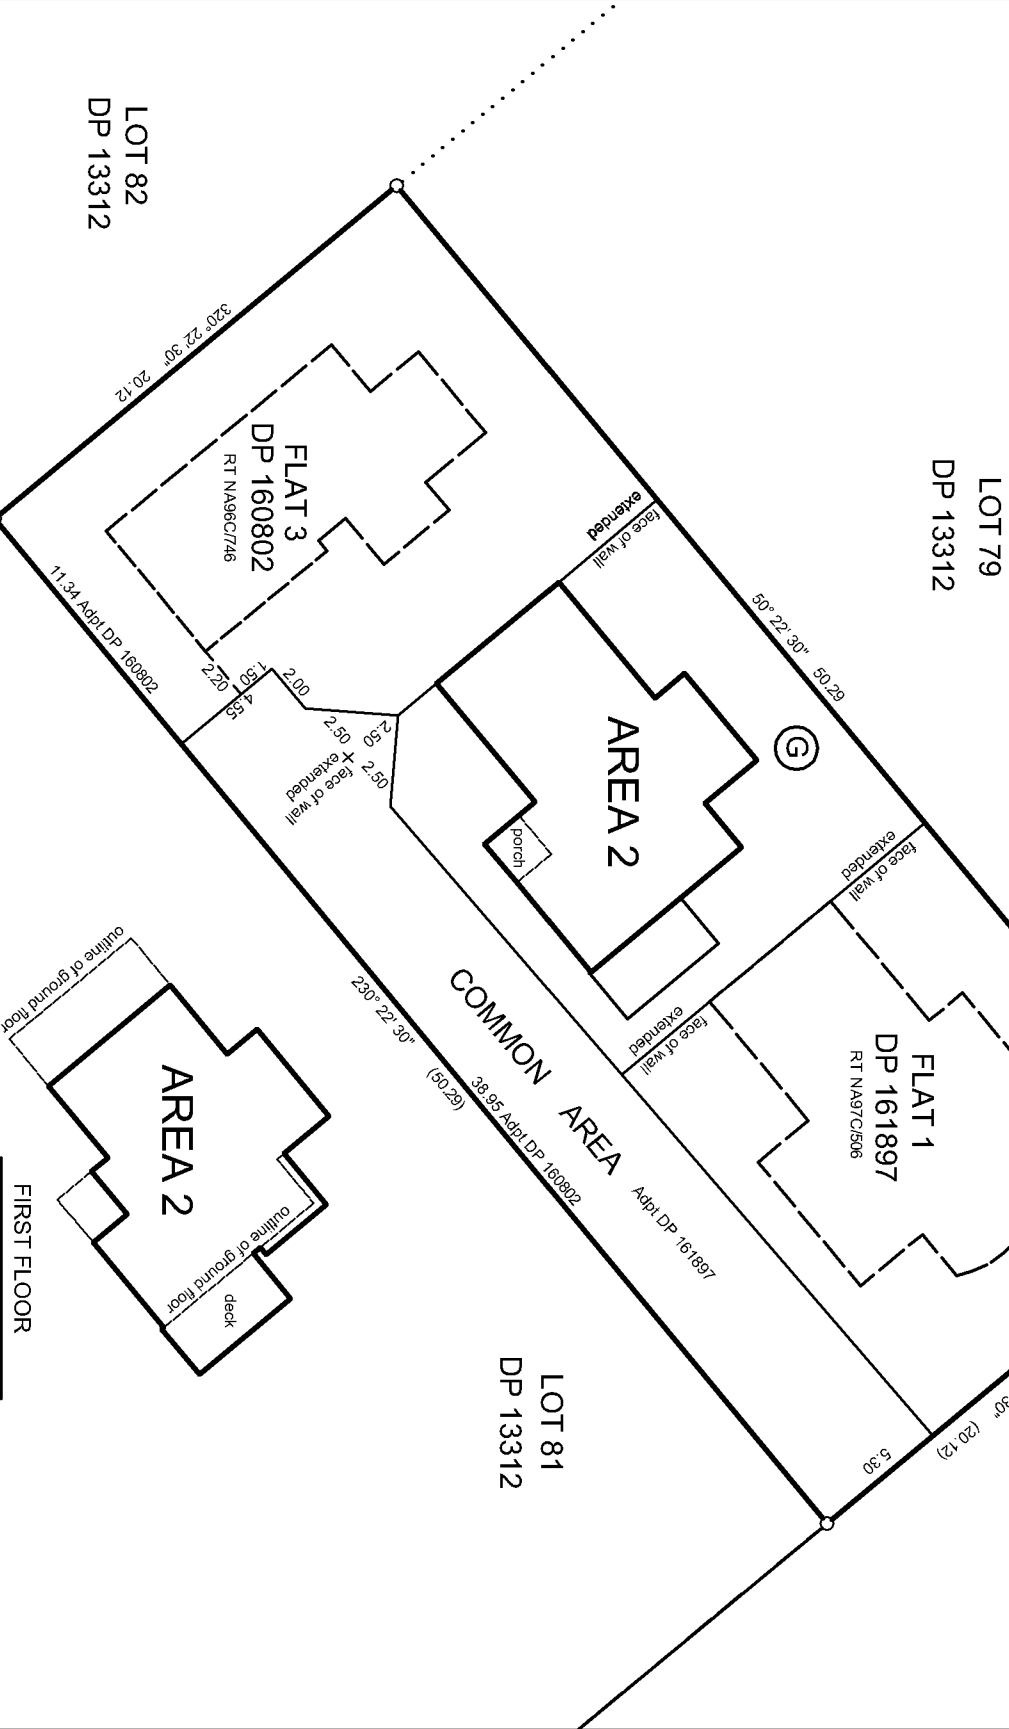 LOT 82
DP 13312
LOT 79
DP 13312
320° 22' 30" 20.12
FLAT 3
DP 160802
RT NA96C/746
11.34 Adpt DP 160802
2.20
1.50
4.55
2.00
2.50
2.50
2.50
face of wall
extended
face of wall
extended
50° 22' 30" 50.29
G
AREA 2
porch
face of wall
extended
face of wall
extended
FLAT 1
DP 161897
RT NA97C/506
COMMON AREA
Adpt DP 161897
230° 22' 30"
(50.29)
38.95 Adpt DP 160802
30" (20.12)
5.30
outline of ground floor
AREA 2
outline of ground floor
deck
FIRST FLOOR
LOT 81
DP 13312